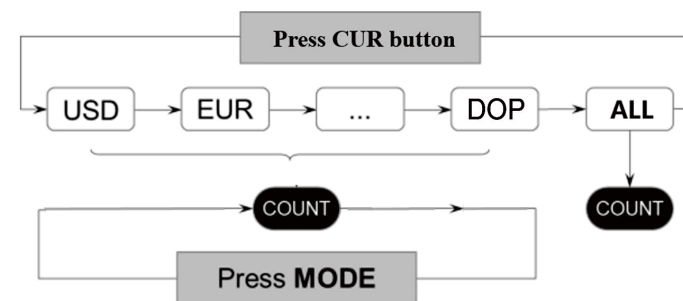 Press CUR button
USD EUR ... DOP ALL
COUNT COUNT
Press MODE